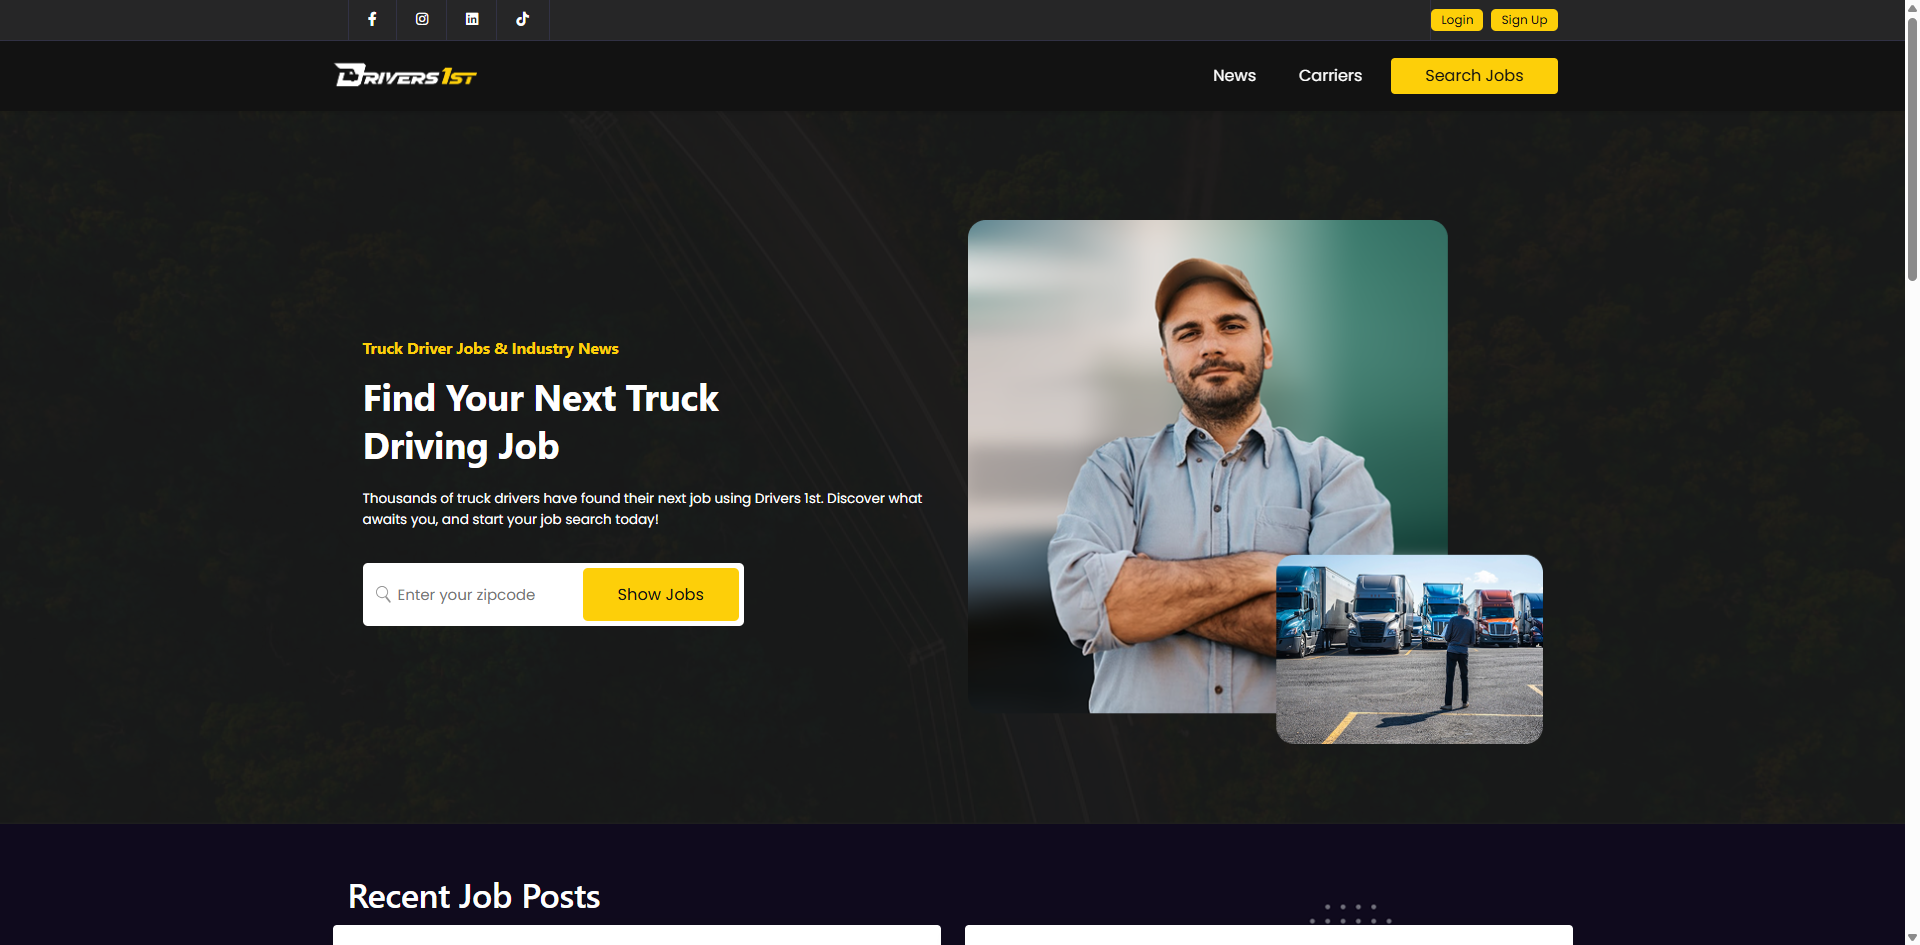 Login
Sign Up
DRIVERS1ST
News
Carriers
Search Jobs
Truck Driver Jobs & Industry News
Find Your Next Truck
Driving Job
Thousands of truck drivers have found their next job using Drivers 1st. Discover what
awaits you, and start your job search today!
Enter your zipcode
Show Jobs
Recent Job Posts